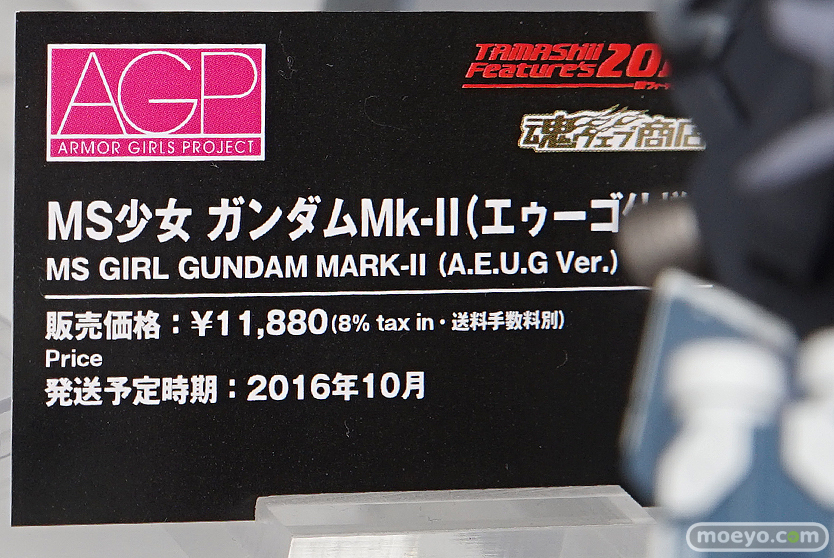 AGP
ARMOR GIRLS PROJECT
TAMASHII
Feature's 20
魂ウェブ商店
MS少女 ガンダムMk-II(エゥーゴ
MS GIRL GUNDAM MARK-II (A.E.U.G Ver.)
販売価格：¥11,880(8% tax in・送料手数料別)
Price
発送予定時期：2016年10月
moeyo.com